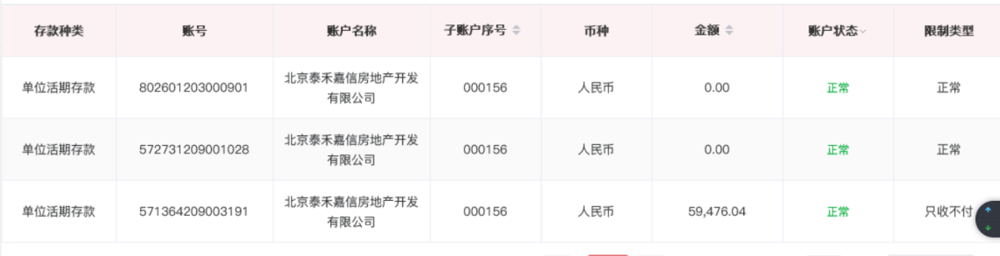 存款种类 账号 账户名称 子账户序号 币种 金额 账户状态 限制类型
单位活期存款 802601203000901 北京泰禾嘉信房地产开发有限公司 000156 人民币 0.00 正常 正常
单位活期存款 572731209001028 北京泰禾嘉信房地产开发有限公司 000156 人民币 0.00 正常 正常
单位活期存款 571364209003191 北京泰禾嘉信房地产开发有限公司 000156 人民币 59,476.04 正常 只收不付